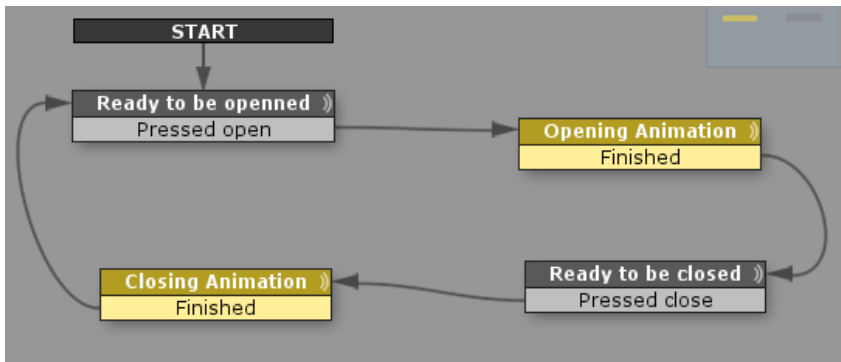 START
Ready to be openned
Pressed open
Opening Animation
Finished
Ready to be closed
Pressed close
Closing Animation
Finished